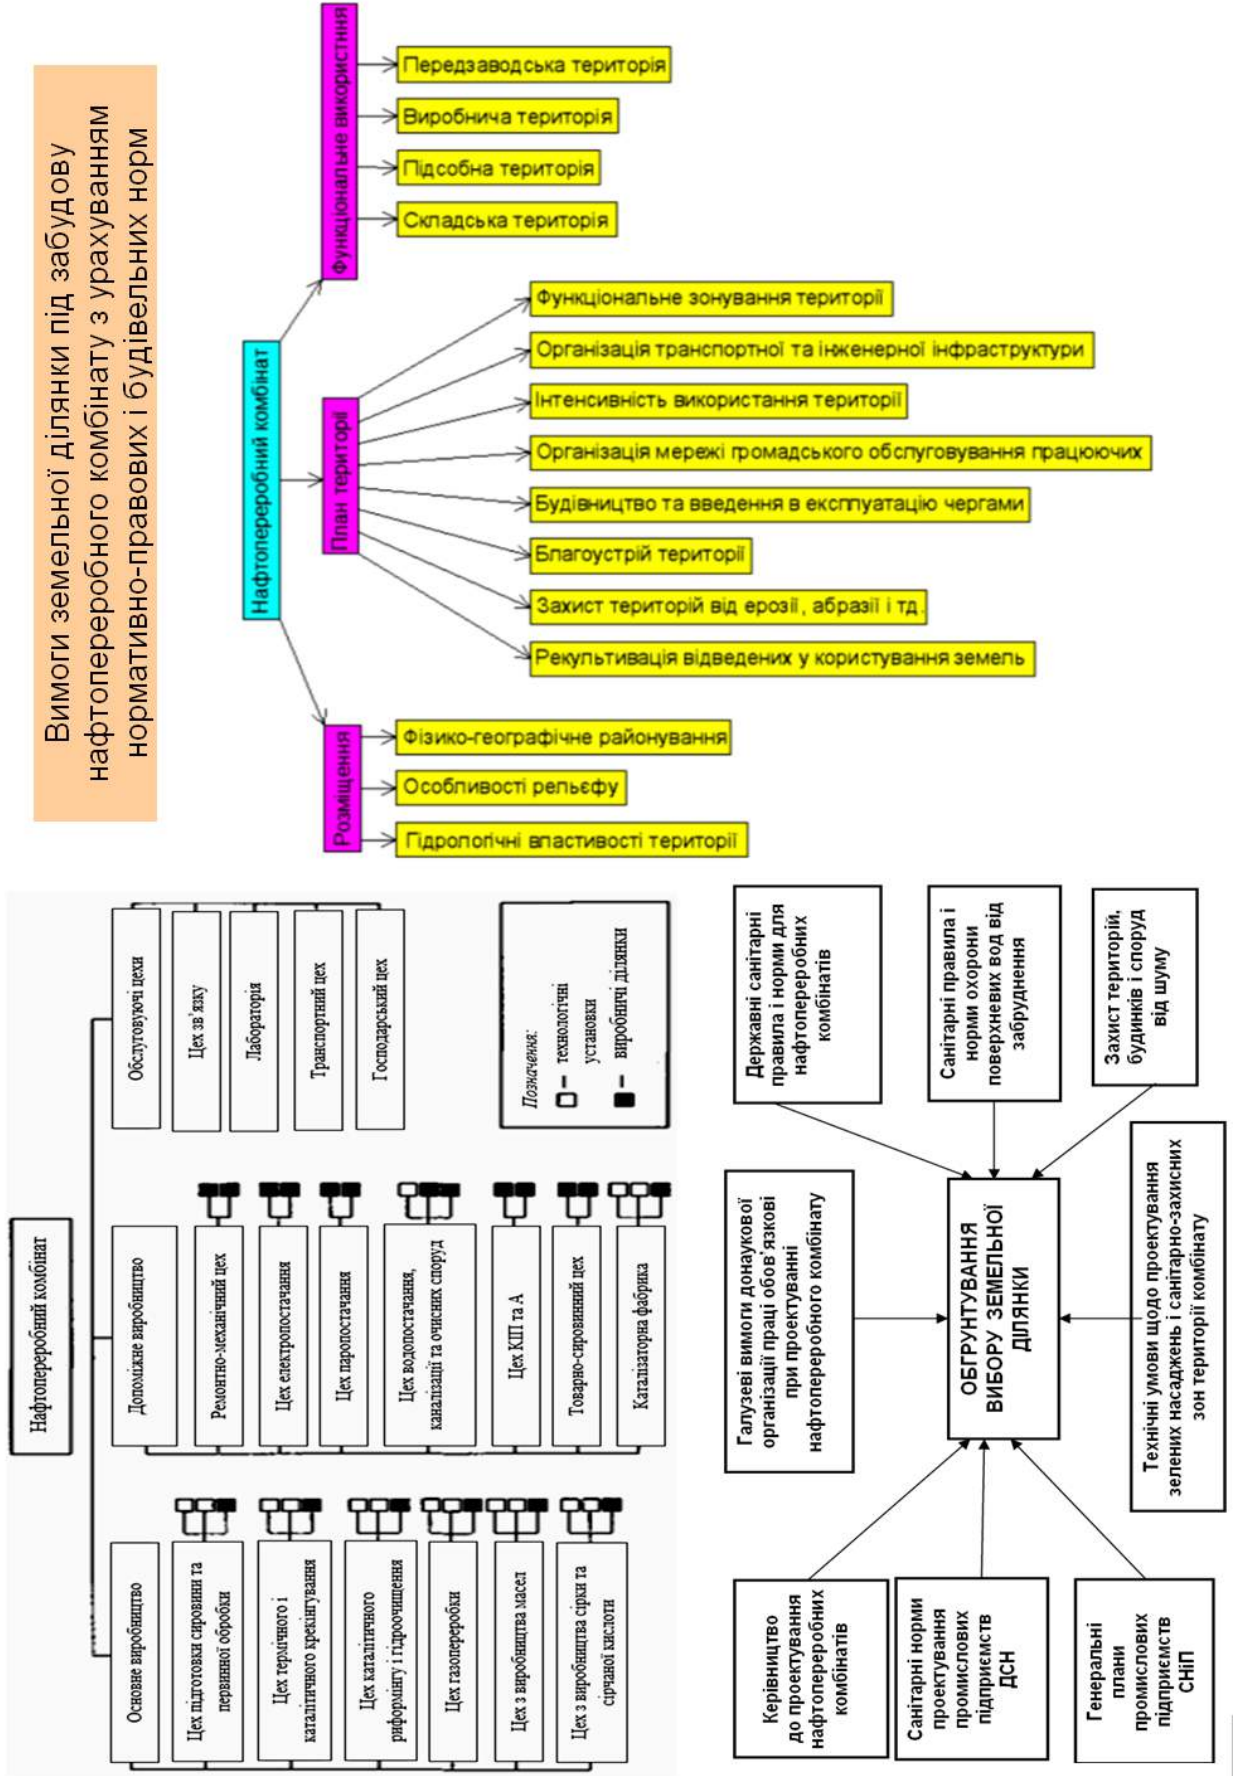 Вимоги земельної ділянки під забудову
нафтопереробного комбінату з урахуванням
нормативно-правових і будівельних норм
Нафтопереробний комбінат
Основне виробництво
Цех підготовки сировини та
первинної обробки
Цех термічного і
каталітичного крекінгування
Цех каталітичного
риформінгу і гідроочищення
Цех газопереробки
Цех з виробництва масел
Цех з виробництва сірки та
сірчаної кислоти
Допоміжне виробництво
Ремонтно-механічний цех
Цех електропостачання
Цех паропостачання
Цех водопостачання,
каналізації та очисних споруд
Цех КІП та А
Товарно-сировинний цех
Каталізаторна фабрика
Обслуговуючі цехи
Цех зв'язку
Лабораторія
Транспортний цех
Господарський цех
Позначення:
– технологічні
установки
– виробничі ділянки
Нафтопереробний комбінат
Розміщення
Фізико-географічне районування
Особливості рельєфу
Гідрологічні властивості території
План території
Функціональне зонування території
Організація транспортної та інженерної інфраструктури
Інтенсивність використання території
Організація мережі громадського обслуговування працюючих
Будівництво та введення в експлуатацію чергами
Благоустрій території
Захист територій від ерозії, абразії і тд.
Рекультивація відведених у користування земель
Функціональне використння
Передзаводська територія
Виробнича територія
Підсобна територія
Складська територія
Керівництво
до проектування
нафтопереробних
комбінатів
Санітарні норми
проектування
промислових
підприємств
ДСН
Генеральні
плани
промислових
підприємств
СНіП
Галузеві вимоги донаукової
організації праці обов'язкові
при проектуванні
нафтопереробного комбінату
ОБГРУНТУВАННЯ
ВИБОРУ ЗЕМЕЛЬНОЇ
ДІЛЯНКИ
Технічні умови щодо проектування
зелених насаджень і санітарно-захисних
зон території комбінату
Державні санітарні
правила і норми для
нафтопереробних
комбінатів
Санітарні правила і
норми охорони
поверхневих вод від
забруднення
Захист територій,
будинків і споруд
від шуму